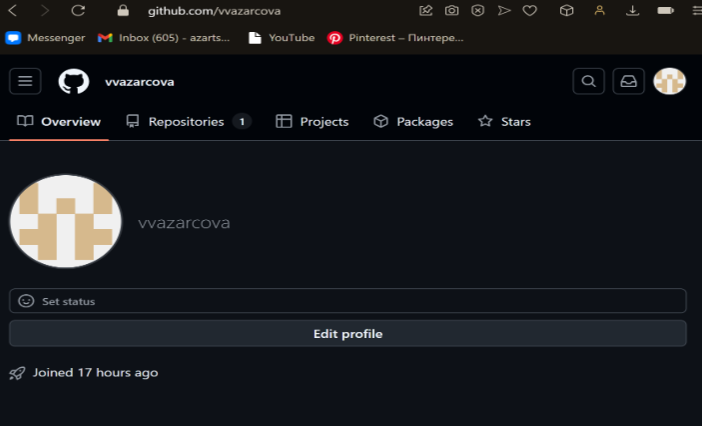 github.com/vvazarcova
Messenger Inbox (605) - azarts... YouTube Pinterest – Пинтере...
vvazarcova
Overview Repositories 1 Projects Packages Stars
vvazarcova
Set status
Edit profile
Joined 17 hours ago